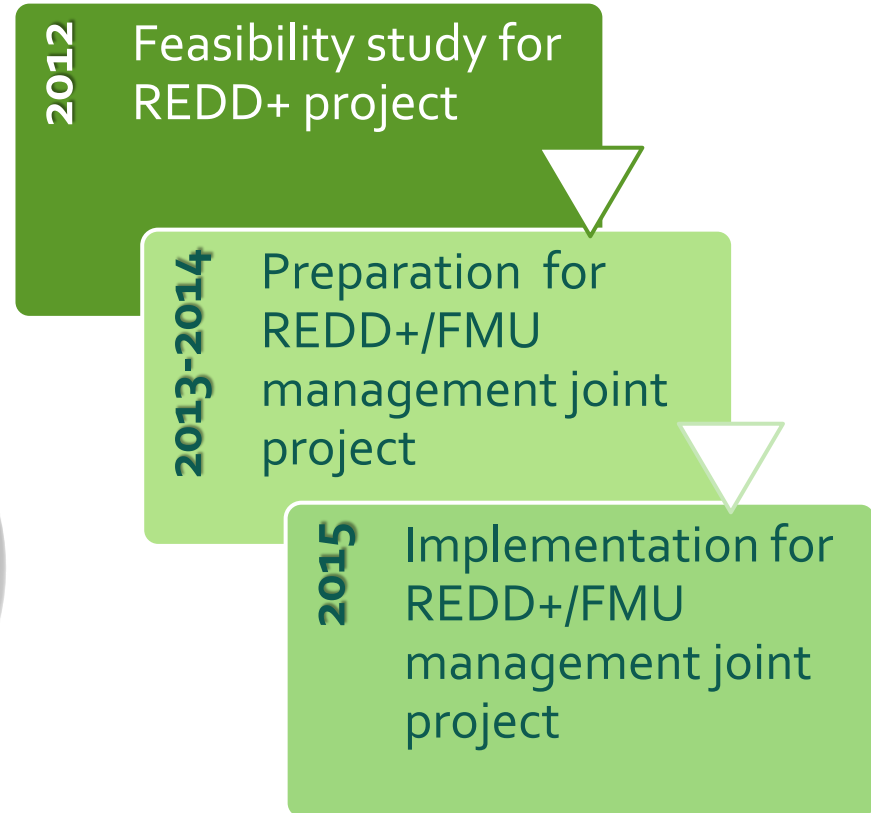 2012
Feasibility study for
REDD+ project
2013-2014
Preparation for
REDD+/FMU
management joint
project
2015
Implementation for
REDD+/FMU
management joint
project